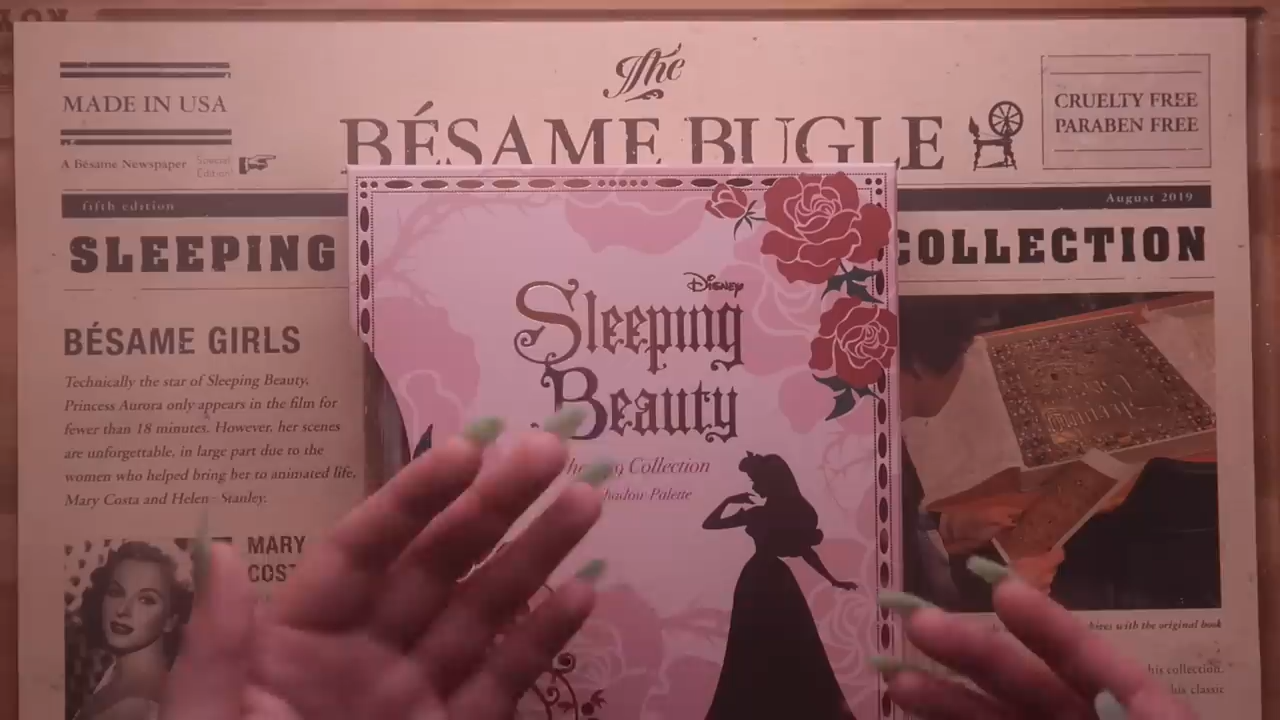 The
MADE IN USA
BÉSAME BUGLE
CRUELTY FREE
PARABEN FREE
A Bésame Newspaper
Special
Edition!
fifth edition
August 2019
SLEEPING
COLLECTION
Disney
Sleeping
Beauty
Collection
Palette
BÉSAME GIRLS
Technically the star of Sleeping Beauty,
Princess Aurora only appears in the film for
fewer than 18 minutes. However, her scenes
are unforgettable, in large part due to the
women who helped bring her to animated life,
Mary Costa and Helen Stanley.
MARY
with the original book
his collection.
his classic